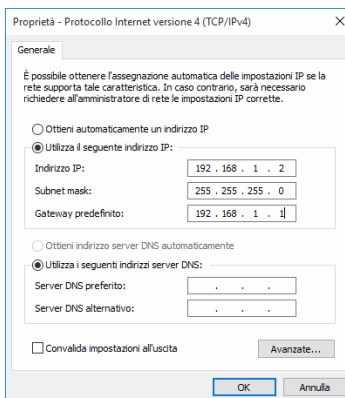 Proprietà - Protocollo Internet versione 4 (TCP/IPv4)
Generale
È possibile ottenere l'assegnazione automatica delle impostazioni IP se la
rete supporta tale caratteristica. In caso contrario, sarà necessario
richiedere all'amministratore di rete le impostazioni IP corrette.
Ottieni automaticamente un indirizzo IP
Utilizza il seguente indirizzo IP:
Indirizzo IP: 192 . 168 . 1 . 2
Subnet mask: 255 . 255 . 255 . 0
Gateway predefinito: 192 . 168 . 1 . 1
Ottieni indirizzo server DNS automaticamente
Utilizza i seguenti indirizzi server DNS:
Server DNS preferito: . . .
Server DNS alternativo: . . .
Convalida impostazioni all'uscita Avanzate...
OK Annulla